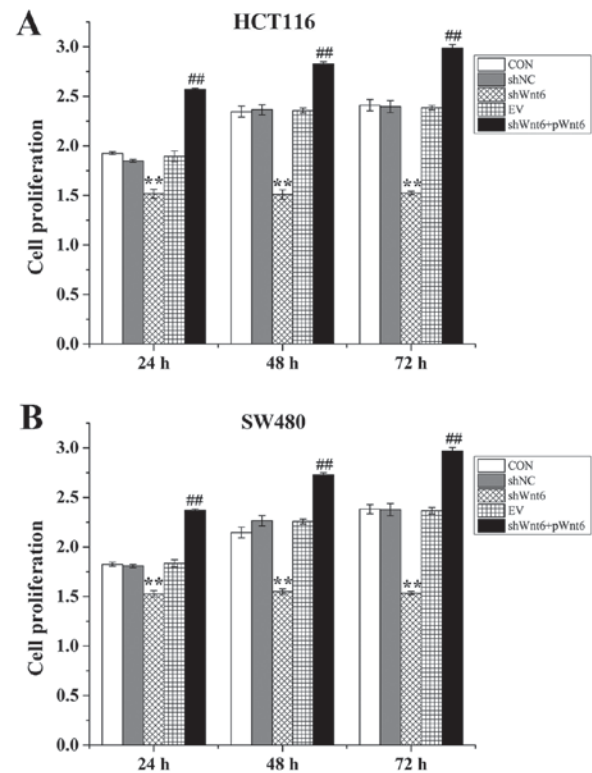 A
HCT116
Cell proliferation
3.0
2.5
2.0
1.5
1.0
0.5
0.0
##
##
##
**
**
**
24 h
48 h
72 h
CON
shNC
shWnt6
EV
shWnt6+pWnt6
B
SW480
Cell proliferation
3.0
2.5
2.0
1.5
1.0
0.5
0.0
##
##
##
**
**
**
24 h
48 h
72 h
CON
shNC
shWnt6
EV
shWnt6+pWnt6